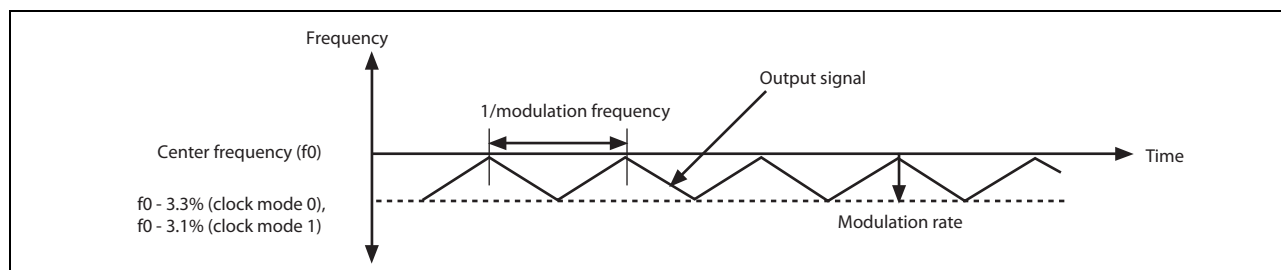 Frequency
Output signal
1/modulation frequency
Center frequency (f0)
Time
f0 - 3.3% (clock mode 0),
f0 - 3.1% (clock mode 1)
Modulation rate